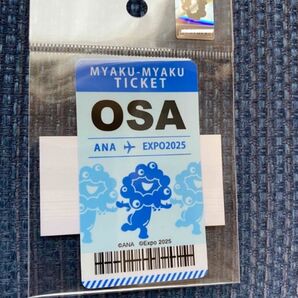 MYAKU-MYAKU
TICKET
OSA
ANA ✈ EXPO2025
©ANA ©Expo 2025